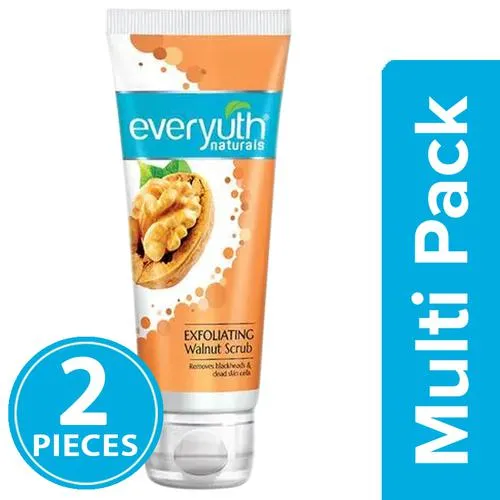 everyuth®
naturals
EXFOLIATING
Walnut Scrub
Removes blackheads &
dead skin cells
2
PIECES
Multi Pack